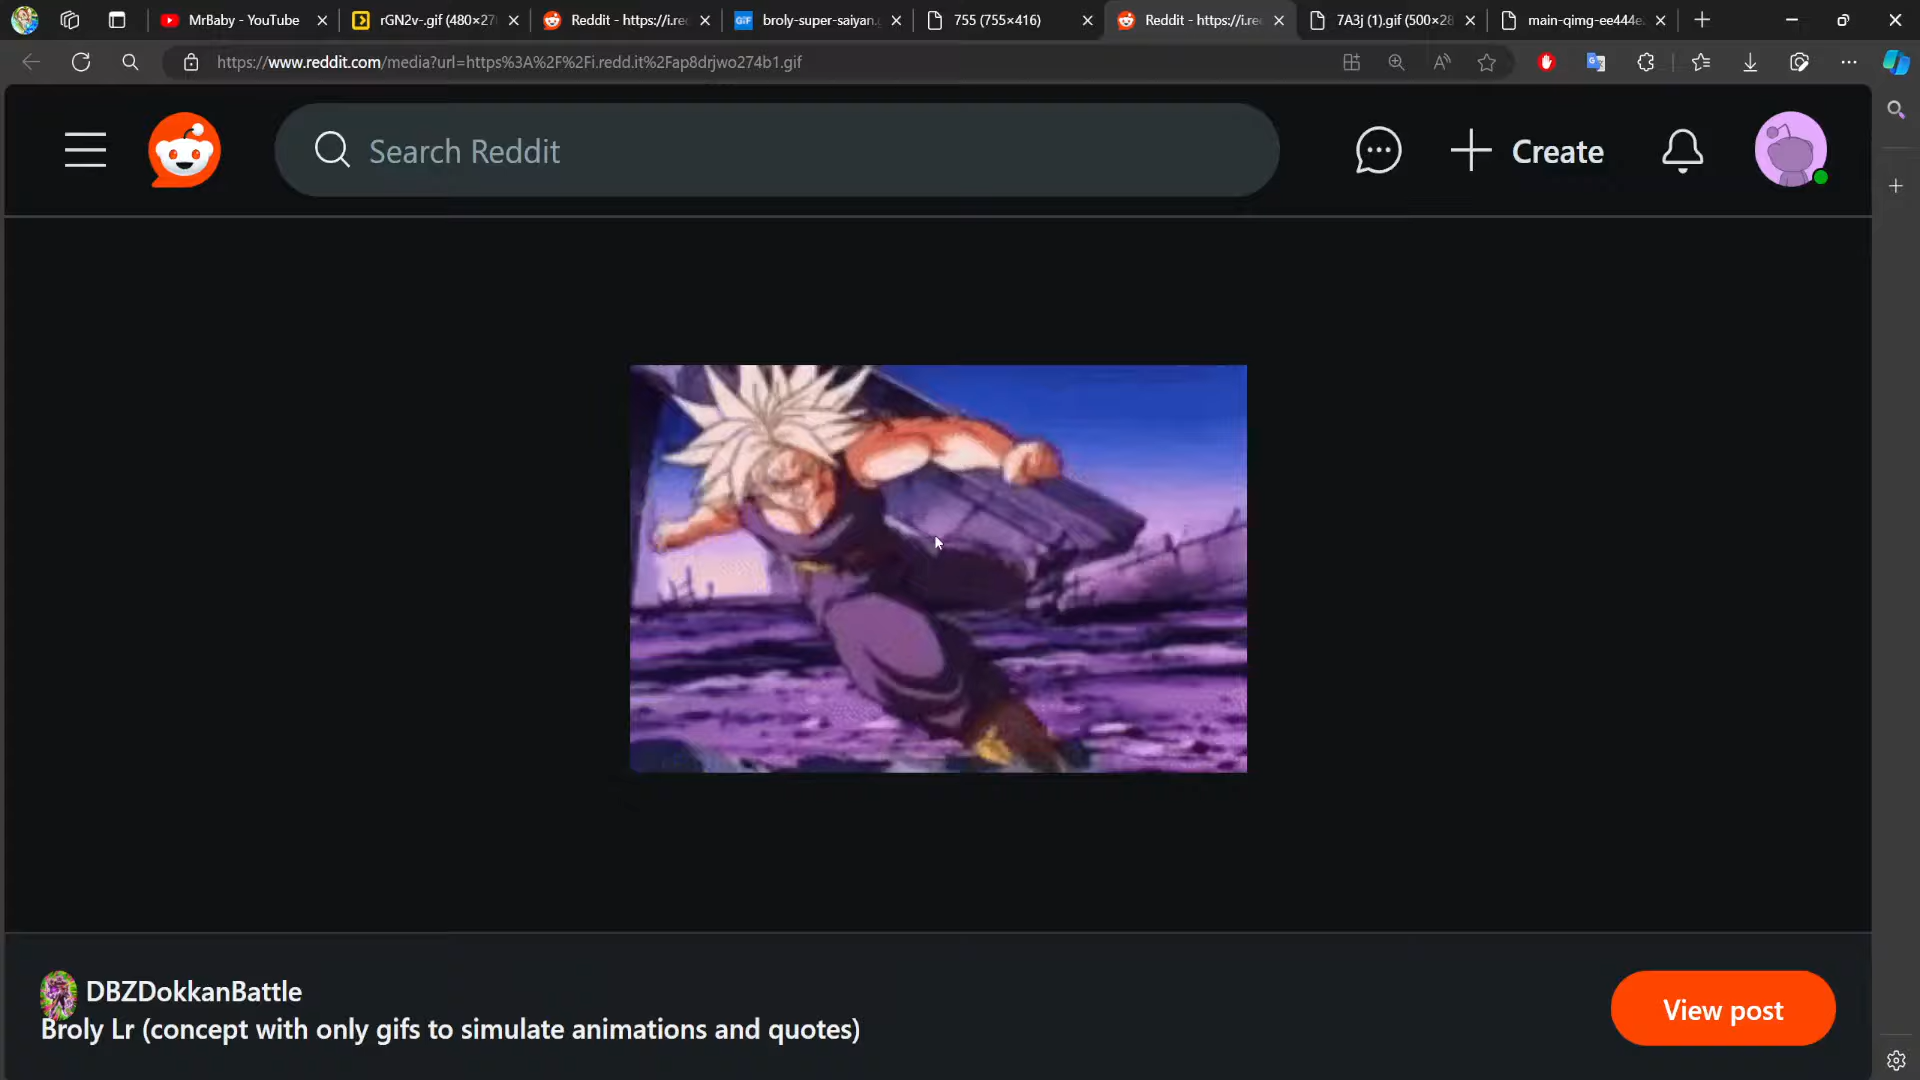 MrBaby - YouTube
rGN2v-.gif (480×27
Reddit - https://i.re
GIF
broly-super-saiyan.
755 (755×416)
Reddit - https://i.re
7A3j (1).gif (500×28
main-qimg-ee444e
https://www.reddit.com/media?url=https%3A%2F%2Fi.redd.it%2Fap8drjwo274b1.gif
Search Reddit
Create
DBZDokkanBattle
Broly Lr (concept with only gifs to simulate animations and quotes)
View post